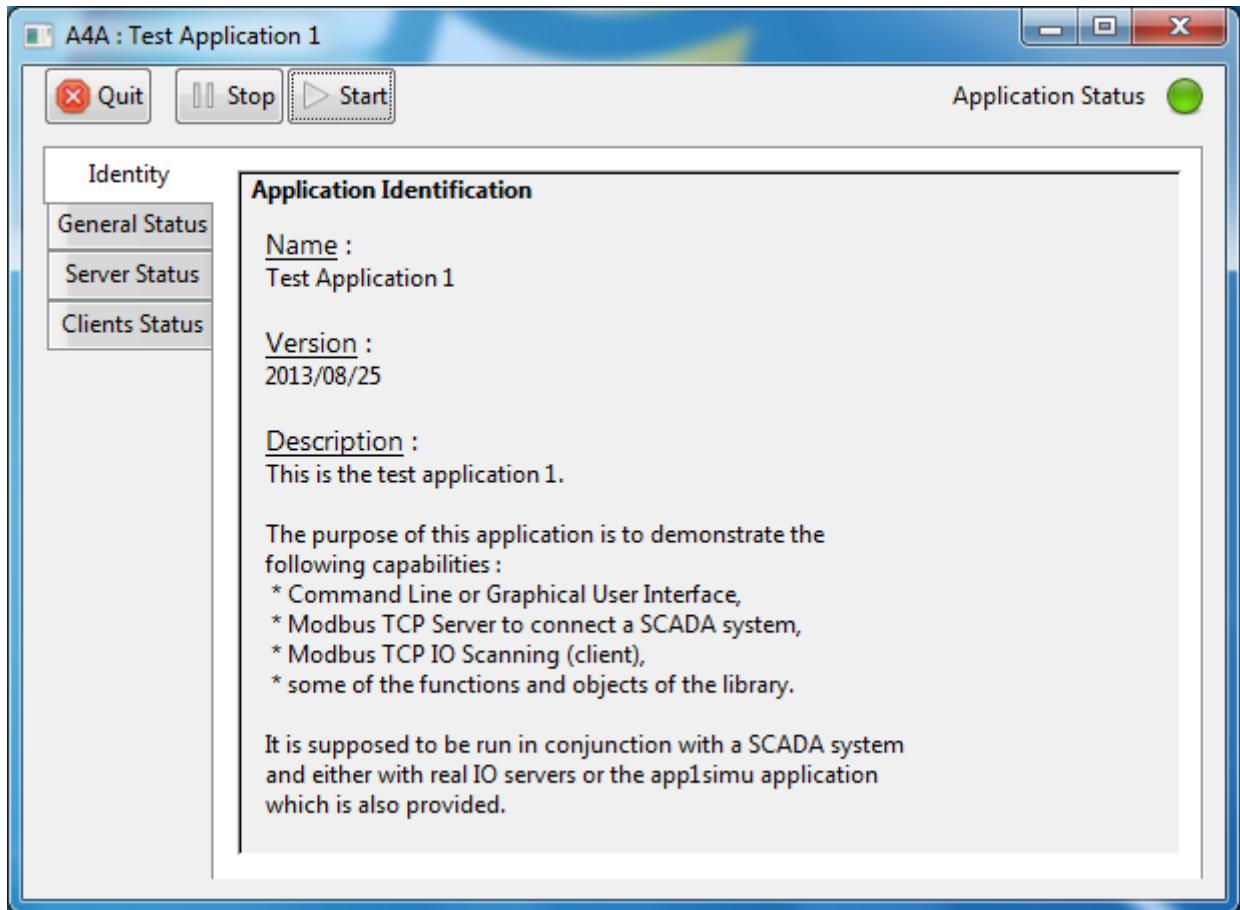 A4A : Test Application 1
Quit Stop Start Application Status
Identity
General Status
Server Status
Clients Status
Application Identification
Name :
Test Application 1
Version :
2013/08/25
Description :
This is the test application 1.
The purpose of this application is to demonstrate the
following capabilities :
* Command Line or Graphical User Interface,
* Modbus TCP Server to connect a SCADA system,
* Modbus TCP IO Scanning (client),
* some of the functions and objects of the library.
It is supposed to be run in conjunction with a SCADA system
and either with real IO servers or the app1simu application
which is also provided.